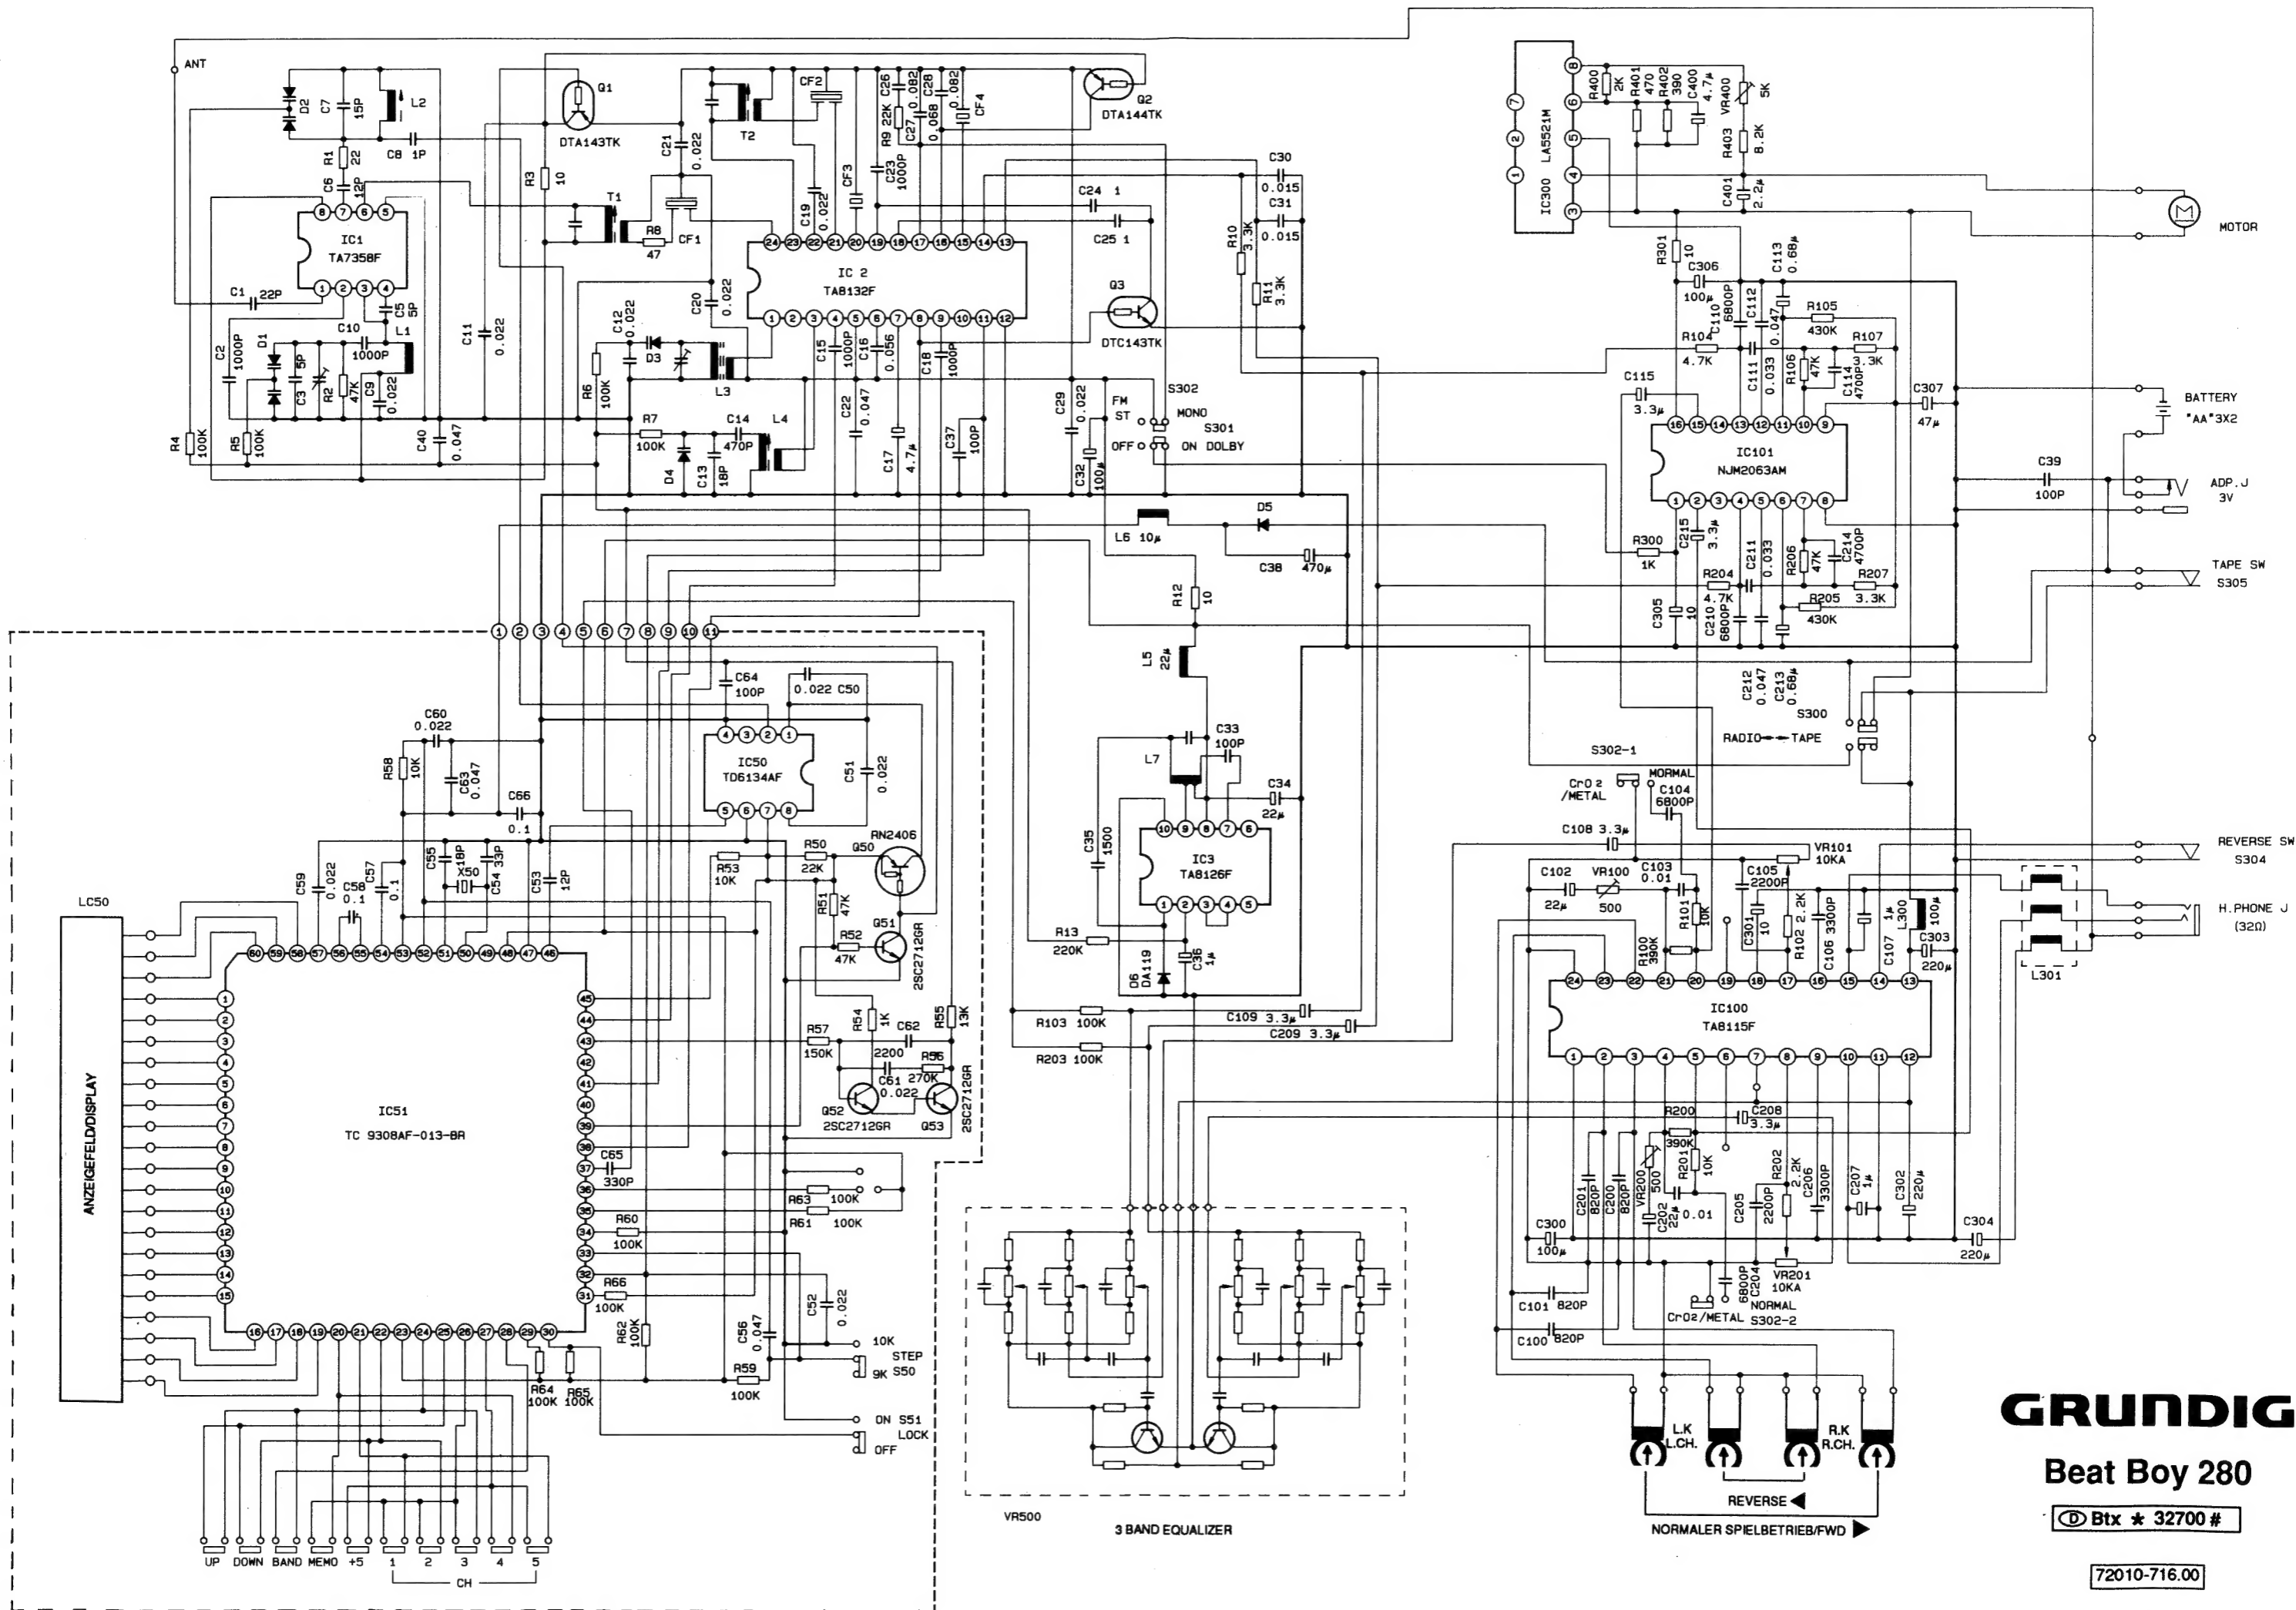 ANT
D2
C7
15P
L2
C8 1P
R1
22
C6
12P
IC1
TA7358F
C1
22P
C5
5P
C10
1000P
L1
D1
C2
1000P
C3
5P
R2
47K
C9
0.022
R4
100K
R5
100K
C40
0.047
C11
0.022
R3
10
Q1
DTA143TK
C21
0.022
T1
R8
47
CF1
T2
CF2
C19
0.022
CF3
C23
1000P
C26
0.082
R9 22K
C27
0.068
C28
0.082
CF4
Q2
DTA144TK
C24 1
C25 1
C30
0.015
C31
0.015
R10
3.3K
R11
3.3K
IC 2
TA8132F
C20
0.022
C12
0.022
D3
L3
R6
100K
R7
100K
D4
C13
18P
C14
470P
L4
C15
1000P
C16
0.056
C22
0.047
C17
4.7μ
C18
1000P
C37
100P
C29
0.022
C32
100μ
Q3
DTC143TK
S302
FM
ST
MONO
S301
OFF
ON DOLBY
IC300 LA5521M
R400
2K
R401
470
R402
390
C400
4.7μ
VR400
5K
R403
8.2K
C401
2.2μ
MOTOR
R301
10
C306
100μ
C110
6800P
C112
0.047
C113
0.68μ
R105
430K
R104
4.7K
C111
0.033
R106
47K
C114
4700P
R107
3.3K
C115
3.3μ
C307
47μ
IC101
NJM2063AM
BATTERY
"AA"3X2
C39
100P
ADP.J
3V
TAPE SW
S305
R300
1K
C215
3.3μ
C211
0.033
R206
47K
C214
4700P
R204
4.7K
R207
3.3K
R205
430K
C305
10
C210
6800P
C212
0.047
C213
0.68μ
S300
RADIO TAPE
D5
L6 10μ
C38
470μ
R12
10
L5
22μ
C33
100P
L7
C34
22μ
C35
1500
IC3
TA8126F
R13
220K
D6
DA119
C36
1μ
R103 100K
R203 100K
C109 3.3μ
C209 3.3μ
S302-1
CrO2
/METAL
NORMAL
C104
6800P
C108 3.3μ
VR101
10KA
C102
22μ
VR100
500
C103
0.01
C105
2200P
R101
10K
R100
390K
C301
10
R102 2.2K
C106 3300P
C107
1μ
L300
100μ
C303
220μ
IC100
TA8115F
REVERSE SW
S304
H.PHONE J
(32Ω)
L301
C208
3.3μ
R200
390K
R201
10K
VR200
500
C201
820P
C200
820P
C202
22μ
0.01
C205
2200P
R202
2.2K
C206
3300P
C207
1μ
C302
220μ
C304
220μ
C300
100μ
VR201
10KA
6800P
C204
NORMAL
CrO2/METAL
S302-2
C101 820P
C100 820P
L.K
L.CH.
R.K
R.CH.
REVERSE
NORMALER SPIELBETRIEB/FWD
C64
100P
0.022 C50
IC50
TD6134AF
C51
0.022
C60
0.022
R58
10K
C63
0.047
C66
0.1
C55
18P
X50
C54 33P
C53
12P
C59
0.022
C58
0.1
C57
0.1
R53
10K
R50
22K
R51
47K
R52
47K
RN2406
Q50
Q51
2SC2712GR
R54
1K
R55
13K
R57
150K
C62
2200
R56
270K
C61
0.022
Q52
2SC2712GR
Q53
2SC2712GR
LC50
ANZEIGEFELD/DISPLAY
IC51
TC 9308AF-013-BR
C65
330P
R63
100K
R61
100K
R60
100K
R66
100K
R62
100K
C52
0.022
C56
0.047
R59
100K
R64
100K
R65
100K
10K
STEP
9K S50
ON S51
LOCK
OFF
UP DOWN BAND MEMO +5 1 2 3 4 5
CH
VR500
3 BAND EQUALIZER
GRUNDIG
Beat Boy 280
D Btx * 32700 #
72010-716.00